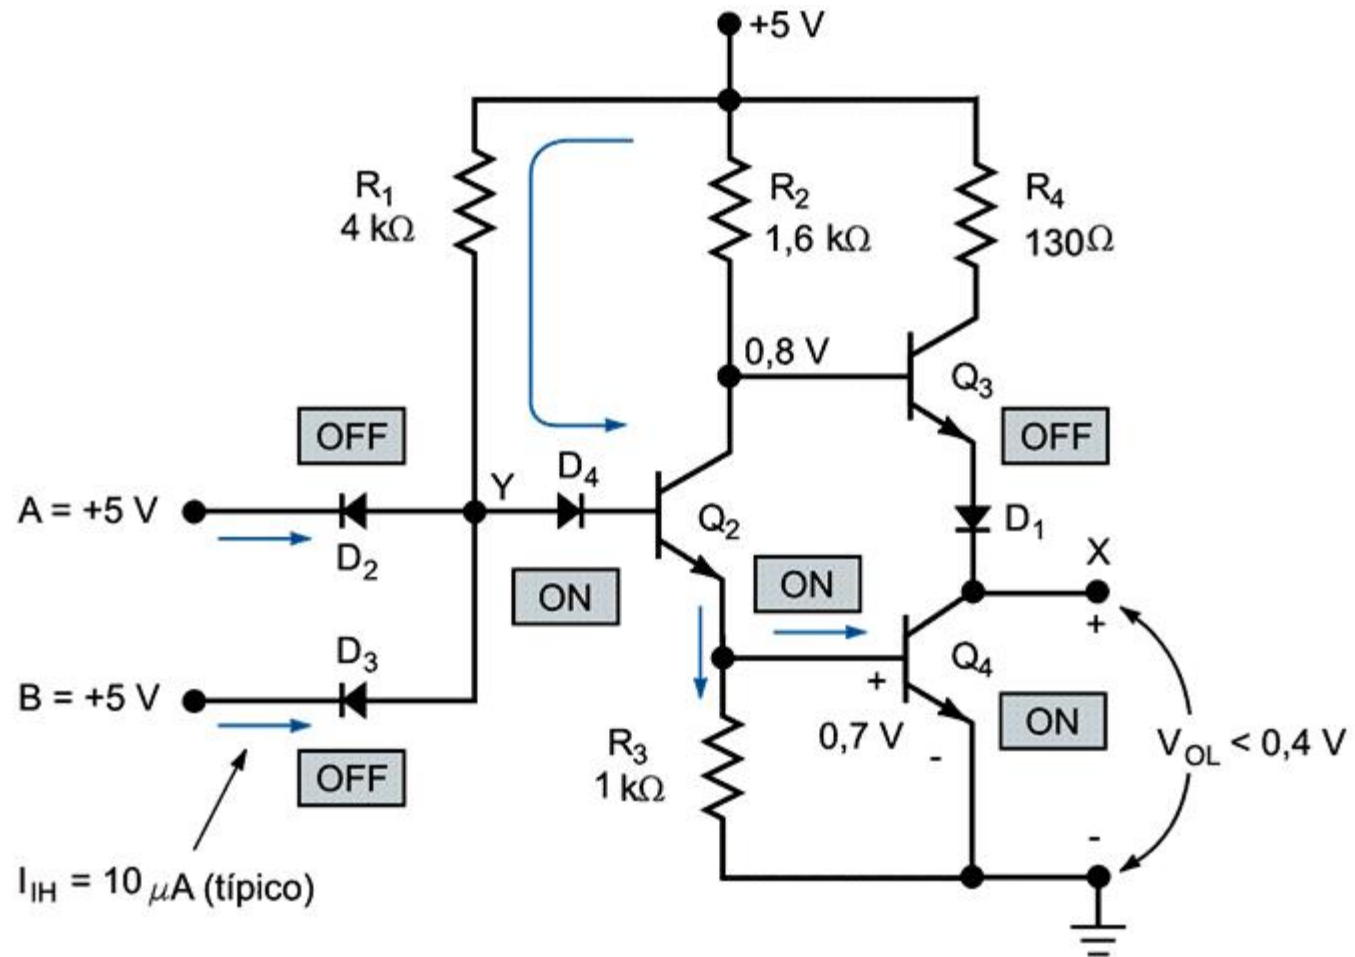 +5 V
R1
4 kΩ
R2
1,6 kΩ
R4
130Ω
0,8 V
Q3
OFF
OFF
A = +5 V
Y
D4
D2
Q2
D1
X
ON
ON
+
D3
B = +5 V
Q4
+
0,7 V
-
ON
R3
1 kΩ
OFF
VOL < 0,4 V
-
IIH = 10 μA (típico)